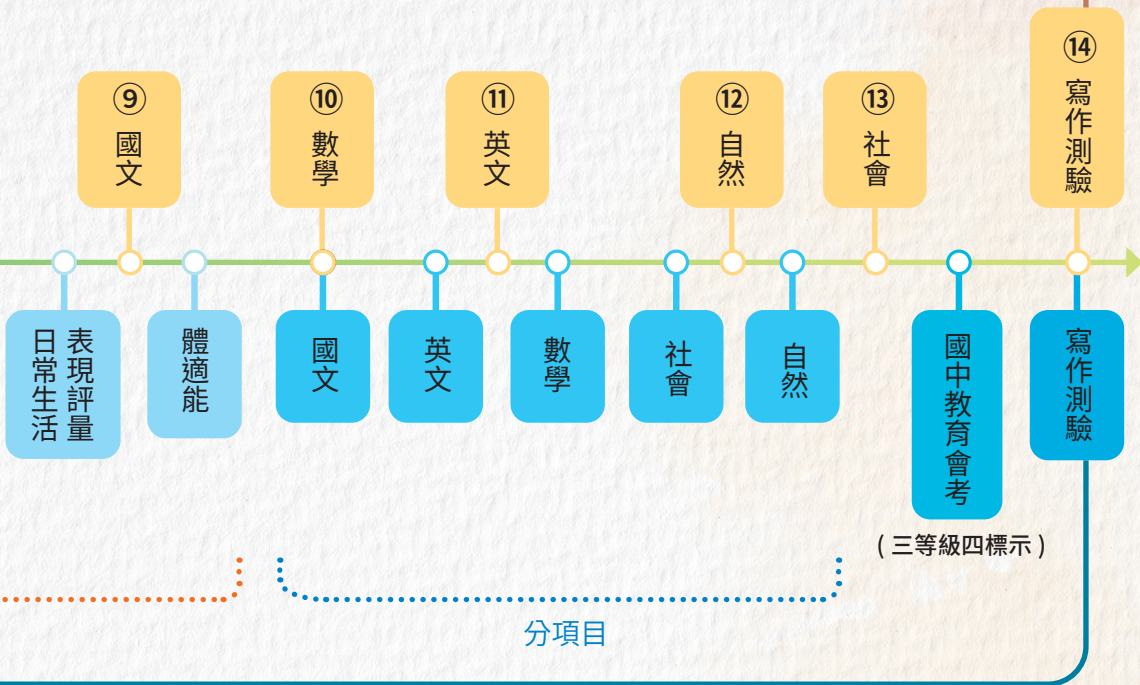 ⑨ 國文
⑩ 數學
⑪ 英文
⑫ 自然
⑬ 社會
⑭ 寫作測驗
日常生活
表現評量
體適能
國文
英文
數學
社會
自然
國中教育會考
寫作測驗
( 三等級四標示 )
分項目